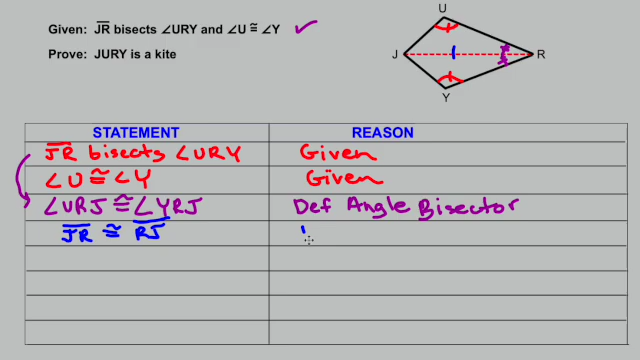 Given: JR bisects ∠URY and ∠U ≅ ∠Y
Prove: JURY is a kite
U
J
R
Y
STATEMENT REASON
JR bisects ∠URY Given
∠U ≅ ∠Y Given
∠URJ ≅ ∠YRJ Def Angle Bisector
JR ≅ RJ